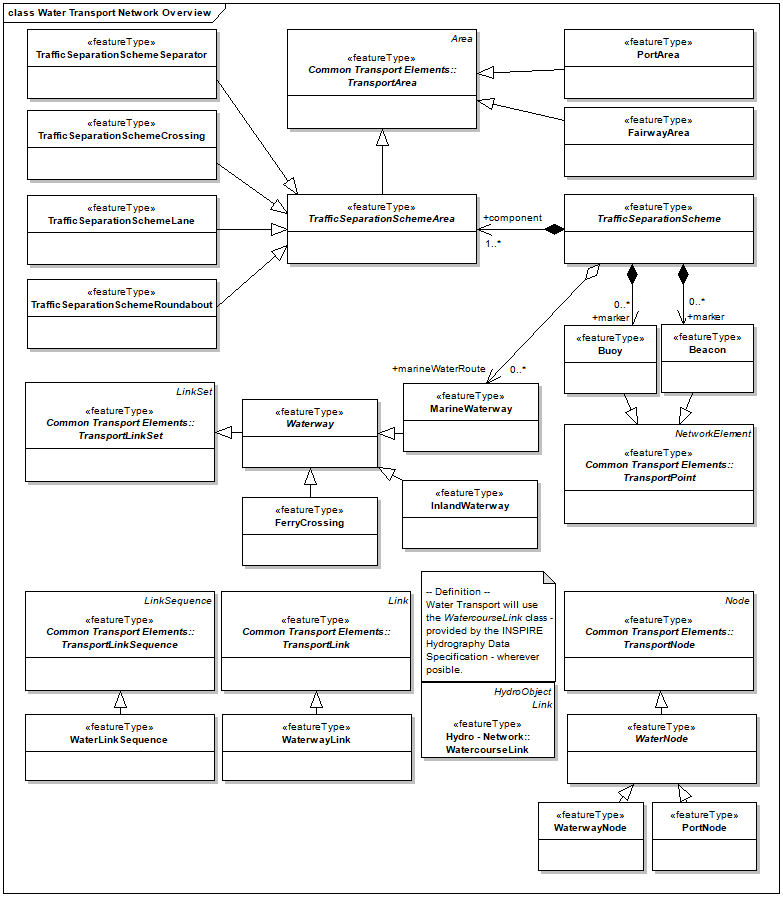 class Water Transport Network Overview
«featureType»
TrafficSeparationSchemeSeparator
Area
«featureType»
Common Transport Elements::
TransportArea
«featureType»
PortArea
«featureType»
TrafficSeparationSchemeCrossing
«featureType»
FairwayArea
«featureType»
TrafficSeparationSchemeLane
«featureType»
TrafficSeparationSchemeArea
+component
1..*
«featureType»
TrafficSeparationScheme
«featureType»
TrafficSeparationSchemeRoundabout
0..*
+marker
0..*
+marker
«featureType»
Buoy
«featureType»
Beacon
+marineWaterRoute
0..*
LinkSet
«featureType»
Common Transport Elements::
TransportLinkSet
«featureType»
Waterway
«featureType»
MarineWaterway
NetworkElement
«featureType»
Common Transport Elements::
TransportPoint
«featureType»
FerryCrossing
«featureType»
InlandWaterway
LinkSequence
«featureType»
Common Transport Elements::
TransportLinkSequence
Link
«featureType»
Common Transport Elements::
TransportLink
-- Definition --
Water Transport will use
the WatercourseLink class -
provided by the INSPIRE
Hydrography Data
Specification - wherever
posible.
Node
«featureType»
Common Transport Elements::
TransportNode
HydroObject
Link
«featureType»
Hydro - Network::
WatercourseLink
«featureType»
WaterLinkSequence
«featureType»
WaterwayLink
«featureType»
WaterNode
«featureType»
WaterwayNode
«featureType»
PortNode